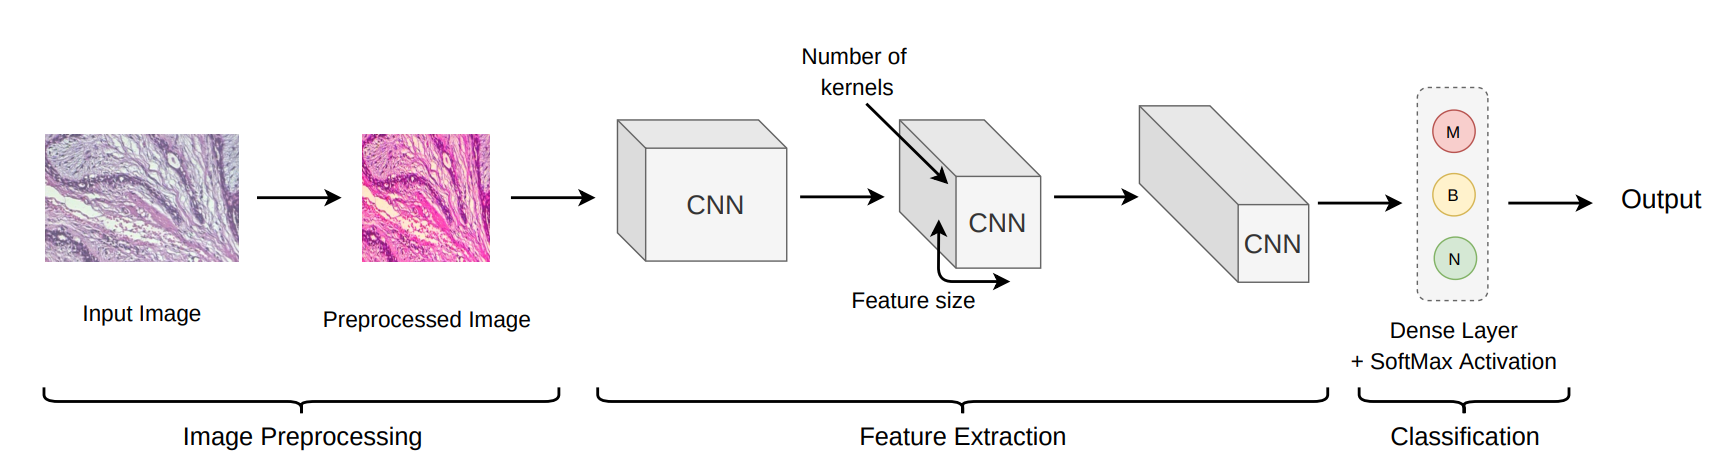 Number of
kernels
CNN
CNN
CNN
M
B
N
Output
Feature size
Input Image
Preprocessed Image
Dense Layer
+ SoftMax Activation
Image Preprocessing
Feature Extraction
Classification